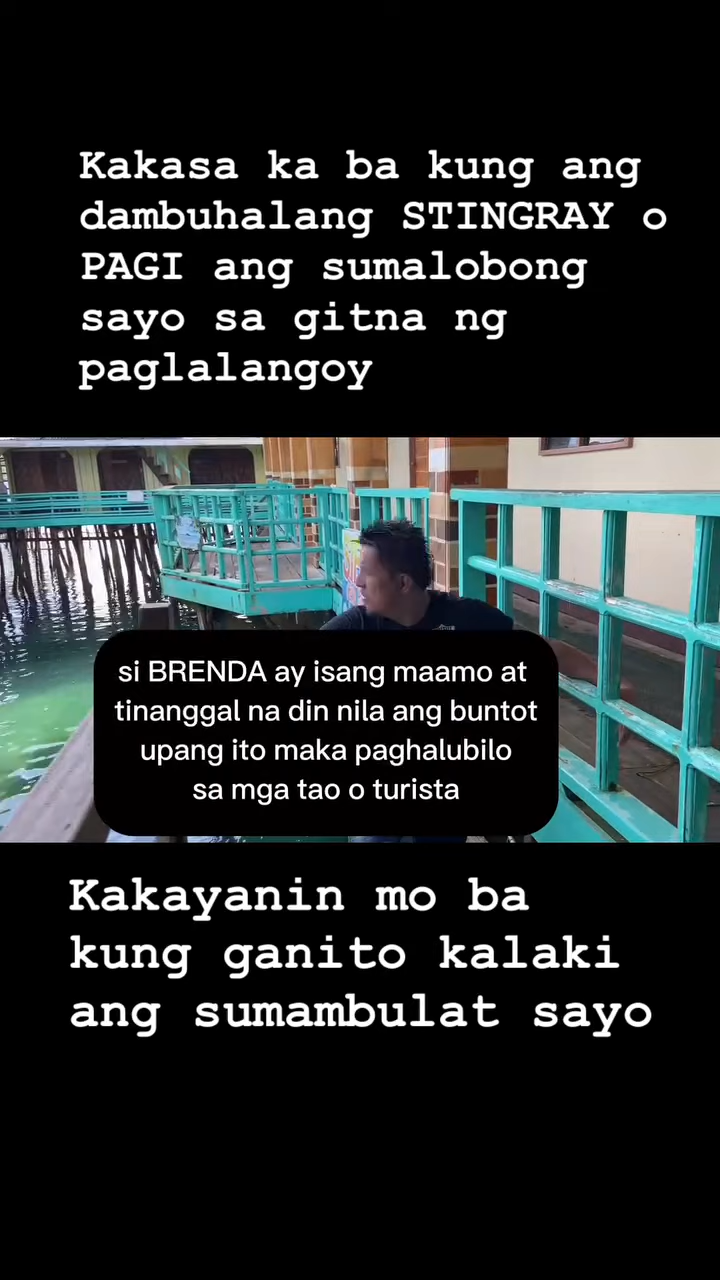 Kakasa ka ba kung ang
dambuhalang STINGRAY o
PAGI ang sumalobong
sayo sa gitna ng
paglalangoy
si BRENDA ay isang maamo at
tinanggal na din nila ang buntot
upang ito maka paghalubilo
sa mga tao o turista
Kakayanin mo ba
kung ganito kalaki
ang sumambulat sayo